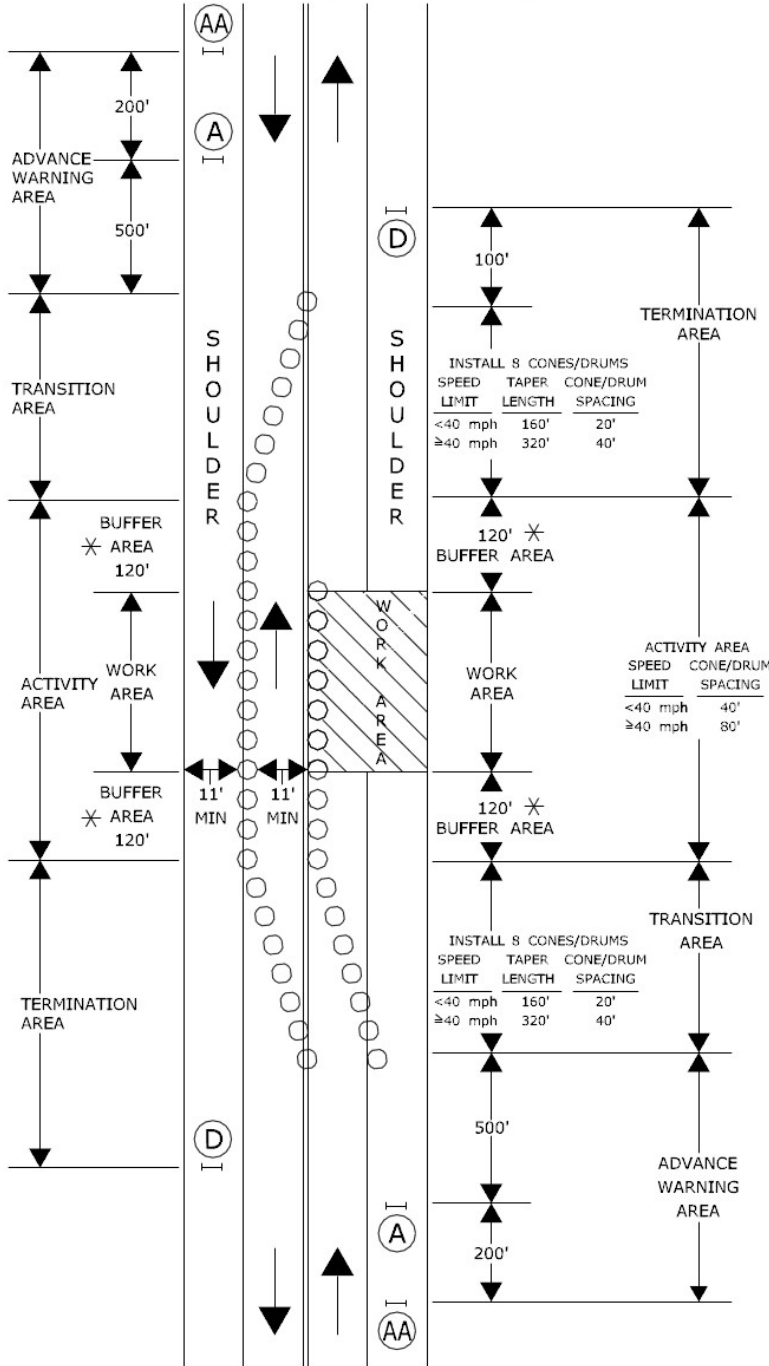 AA
200'
A
ADVANCE
WARNING
AREA
500'
D
100'
TERMINATION
AREA
SHOULDER
SHOULDER
TRANSITION
AREA
INSTALL 8 CONES/DRUMS
SPEED TAPER CONE/DRUM
LIMIT LENGTH SPACING
<40 mph 160' 20'
≥40 mph 320' 40'
BUFFER
* AREA
120'
120' *
BUFFER AREA
WORK
AREA
ACTIVITY
AREA
WORK AREA
WORK
AREA
ACTIVITY AREA
SPEED CONE/DRUM
LIMIT SPACING
<40 mph 40'
≥40 mph 80'
BUFFER
* AREA
120'
11'
MIN
11'
MIN
120' *
BUFFER AREA
TRANSITION
AREA
INSTALL 8 CONES/DRUMS
SPEED TAPER CONE/DRUM
LIMIT LENGTH SPACING
<40 mph 160' 20'
≥40 mph 320' 40'
TERMINATION
AREA
D
500'
ADVANCE
WARNING
AREA
A
200'
AA